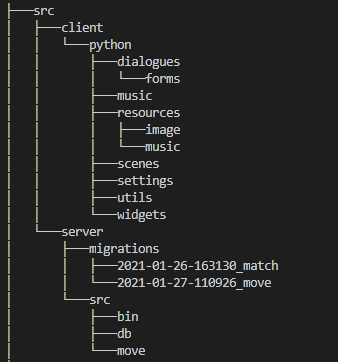 ├───src
│   ├───client
│   │   └───python
│   │       ├───dialogues
│   │       │   └───forms
│   │       ├───music
│   │       ├───resources
│   │       │   ├───image
│   │       │   └───music
│   │       ├───scenes
│   │       ├───settings
│   │       ├───utils
│   │       └───widgets
│   └───server
│       ├───migrations
│       │   ├───2021-01-26-163130_match
│       │   └───2021-01-27-110926_move
│       └───src
│           ├───bin
│           ├───db
│           └───move